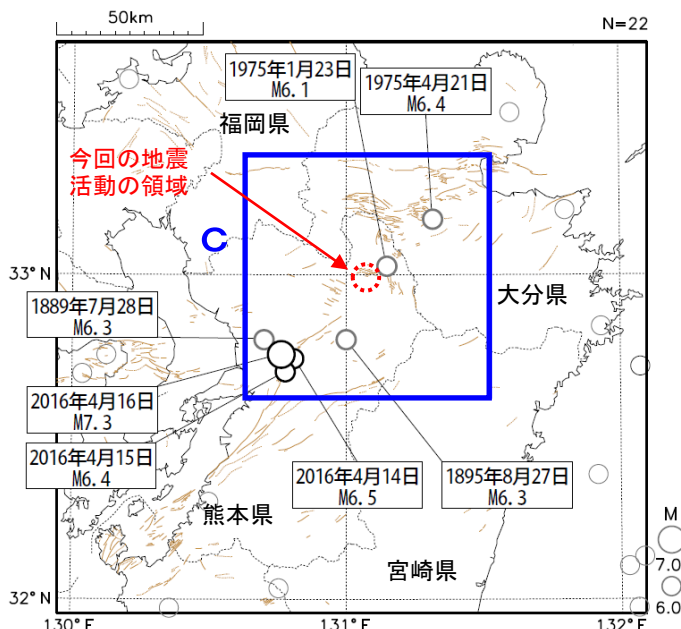 50km
N=22
1975年1月23日
M6.1
1975年4月21日
M6.4
福岡県
今回の地震
活動の領域
C
33°N
大分県
1889年7月28日
M6.3
2016年4月16日
M7.3
2016年4月15日
M6.4
2016年4月14日
M6.5
1895年8月27日
M6.3
熊本県
宮崎県
M
7.0
6.0
32°N
130°E
131°E
132°E